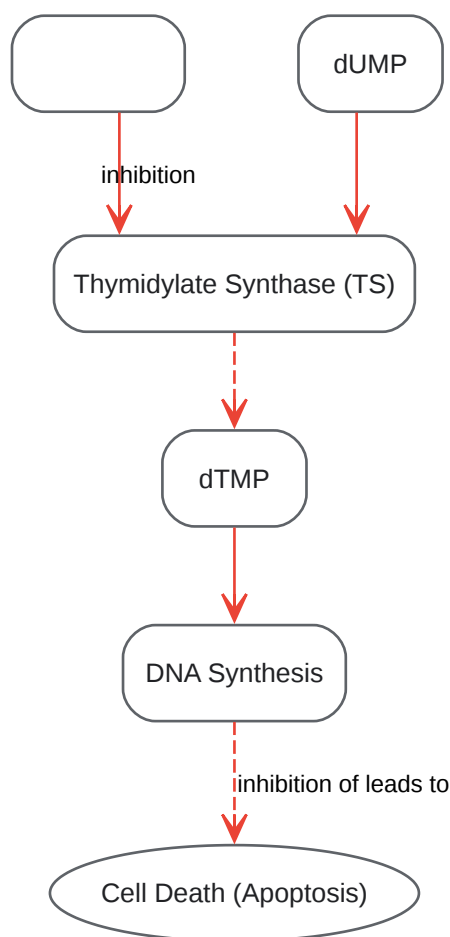 dUMP
inhibition
Thymidylate Synthase (TS)
dTMP
DNA Synthesis
inhibition of leads to
Cell Death (Apoptosis)